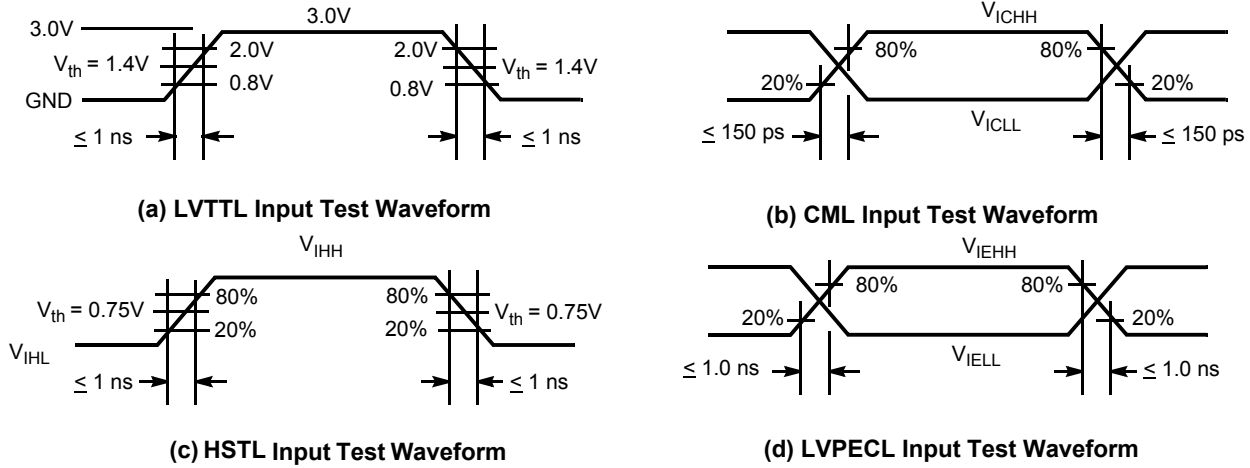 3.0V
3.0V
2.0V
2.0V
V_th = 1.4V
V_th = 1.4V
0.8V
0.8V
GND
≤ 1 ns
≤ 1 ns
(a) LVTTL Input Test Waveform
V_ICHH
80%
80%
20%
20%
V_ICLL
≤ 150 ps
≤ 150 ps
(b) CML Input Test Waveform
V_IHH
80%
80%
V_th = 0.75V
V_th = 0.75V
20%
20%
V_IHL
≤ 1 ns
≤ 1 ns
(c) HSTL Input Test Waveform
V_IEHH
80%
80%
20%
20%
V_IELL
≤ 1.0 ns
≤ 1.0 ns
(d) LVPECL Input Test Waveform